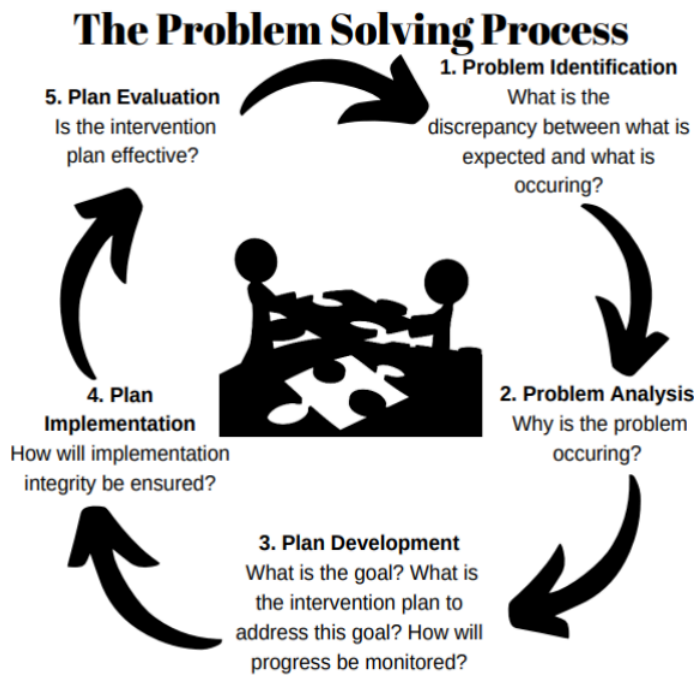 The Problem Solving Process
1. Problem Identification
What is the
discrepancy between what is
expected and what is
occuring?
2. Problem Analysis
Why is the problem
occuring?
3. Plan Development
What is the goal? What is
the intervention plan to
address this goal? How will
progress be monitored?
4. Plan
Implementation
How will implementation
integrity be ensured?
5. Plan Evaluation
Is the intervention
plan effective?